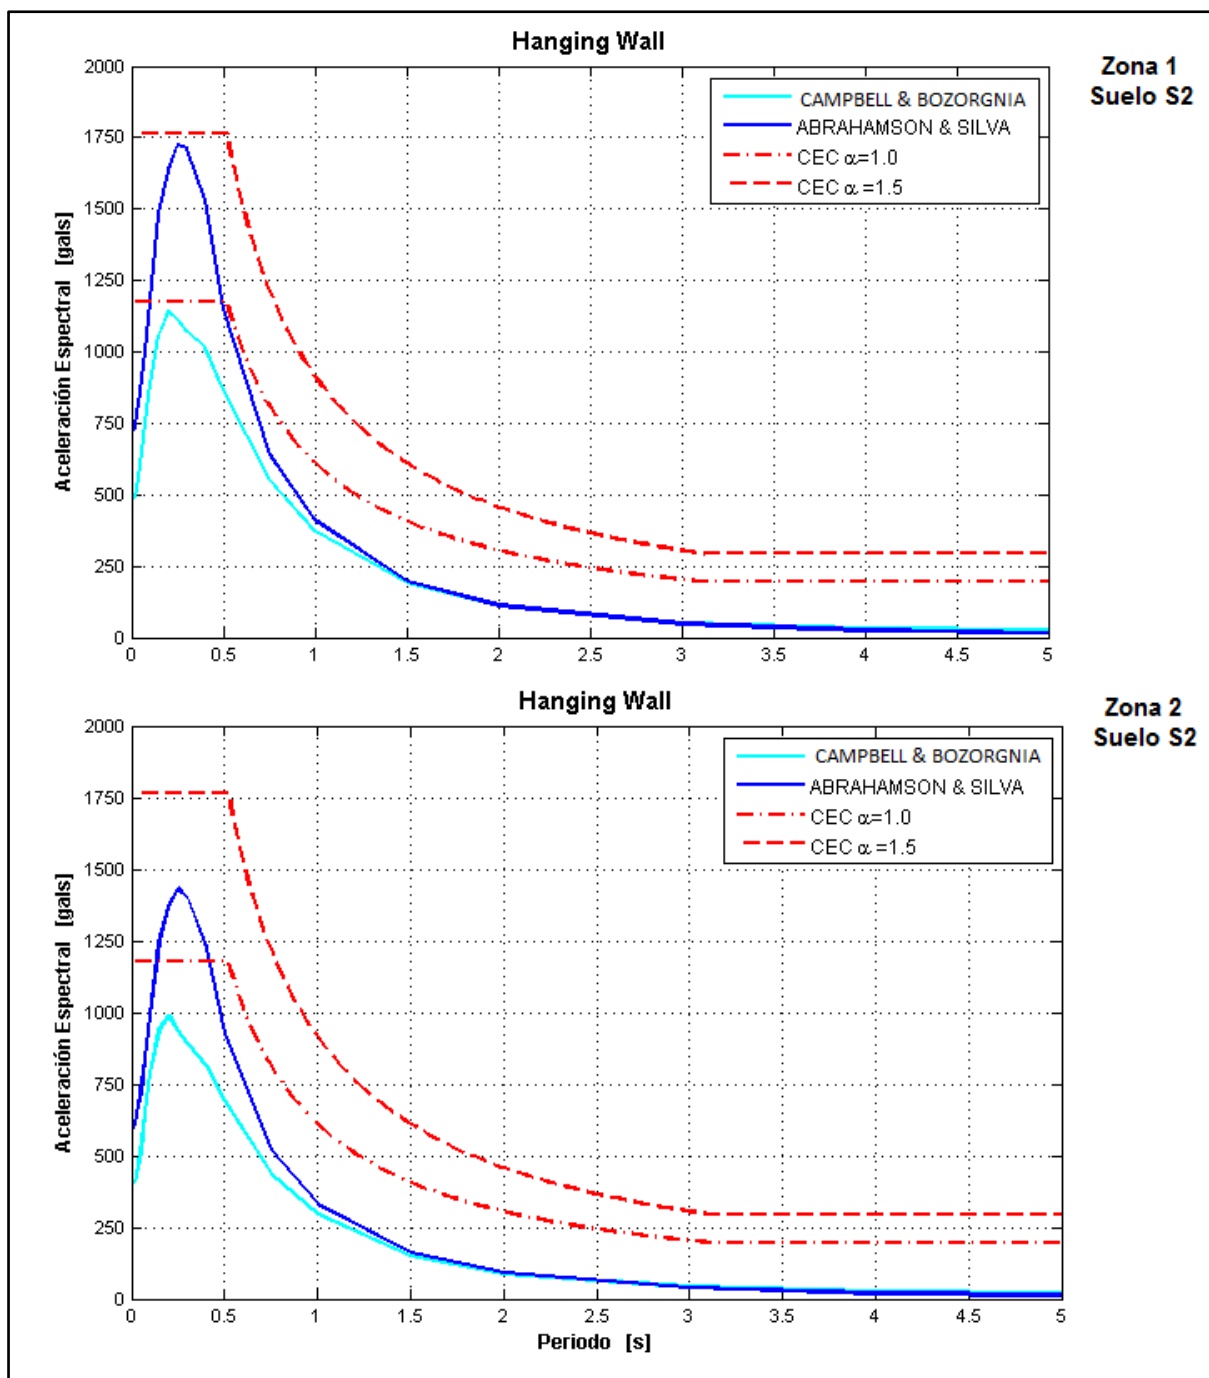 Hanging Wall
Zona 1
Suelo S2
2000
1750
1500
1250
1000
750
500
250
0
Aceleración Espectral [gals]
CAMPBELL & BOZORGNIA
ABRAHAMSON & SILVA
CEC α=1.0
CEC α =1.5
0 0.5 1 1.5 2 2.5 3 3.5 4 4.5 5
Hanging Wall
Zona 2
Suelo S2
2000
1750
1500
1250
1000
750
500
250
0
Aceleración Espectral [gals]
CAMPBELL & BOZORGNIA
ABRAHAMSON & SILVA
CEC α=1.0
CEC α =1.5
0 0.5 1 1.5 2 2.5 3 3.5 4 4.5 5
Periodo [s]